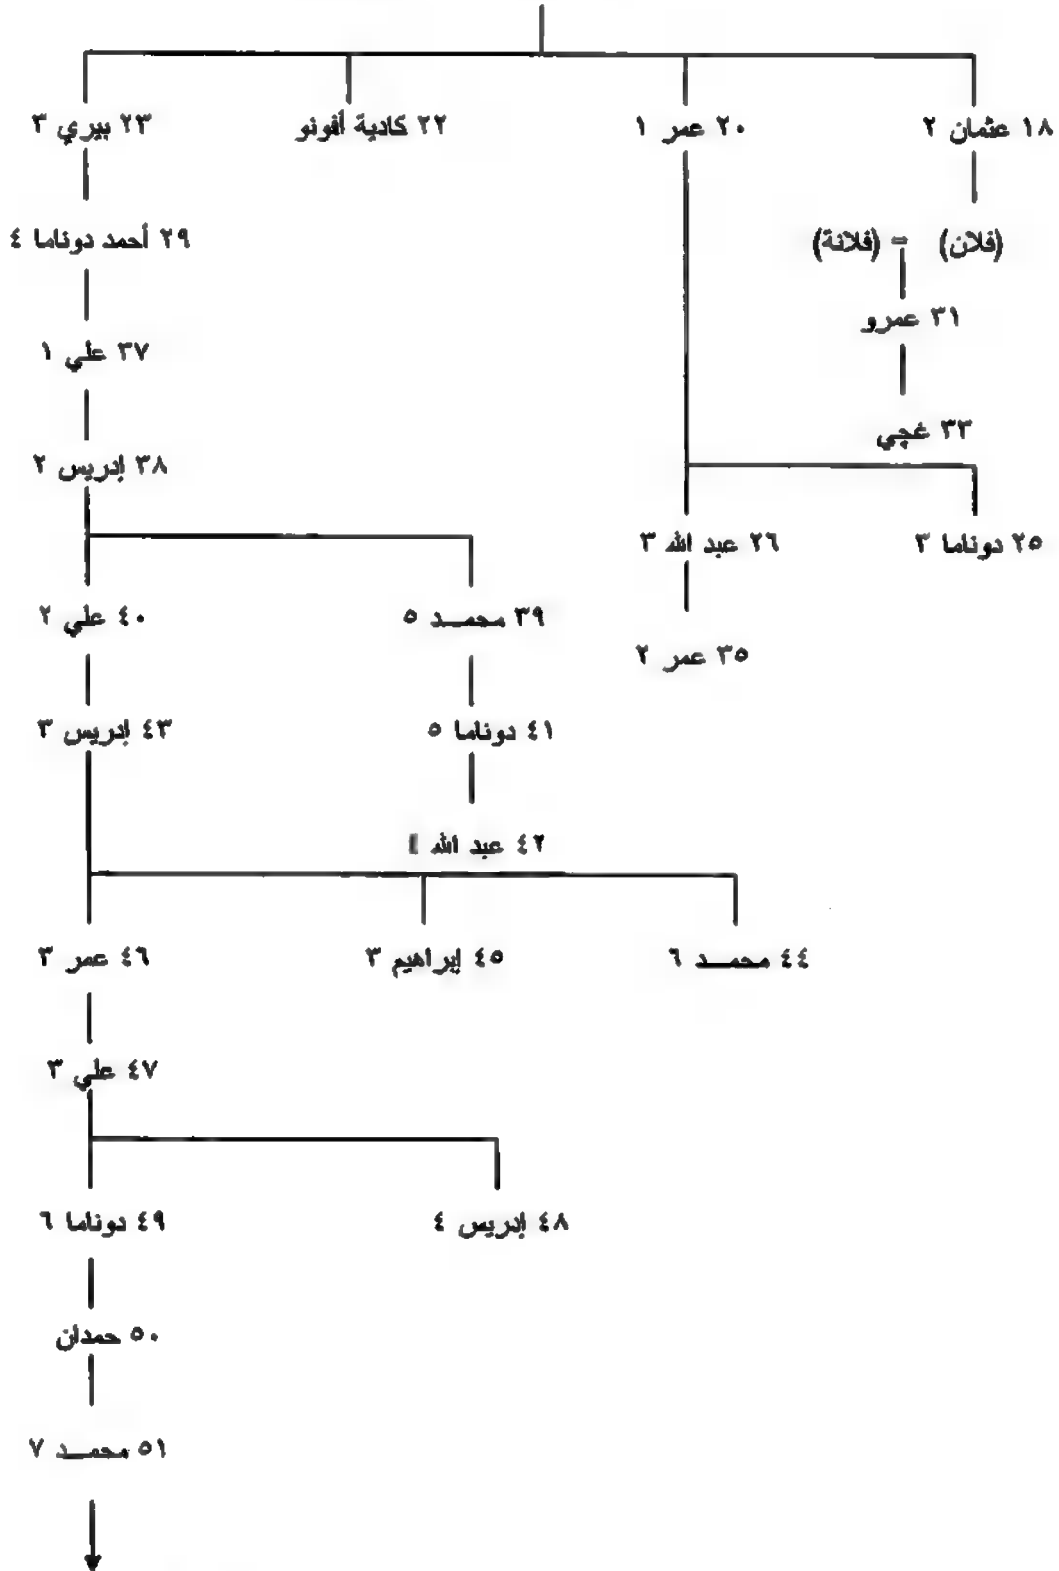 ١٨ عثمان ٢ ٢٠ عمر ١ ٢٢ كادية أفونو ٢٣ بيري ٣
(فلان) = (فلانة) ٢٩ أحمد دوناما ٤
٣١ عمرو
٣٧ علي ١
٣٣ غجي
٣٨ إدريس ٢
٢٥ دوناما ٣ ٢٦ عبد الله ٣
٣٩ محمد ٥ ٤٠ علي ٢
٣٥ عمر ٢
٤١ دوناما ٥ ٤٣ إدريس ٣
٤٢ عبد الله
٤٤ محمد ٦ ٤٥ إبراهيم ٣ ٤٦ عمر ٣
٤٧ علي ٣
٤٨ إدريس ٤ ٤٩ دوناما ٦
٥٠ حمدان
٥١ محمد ٧